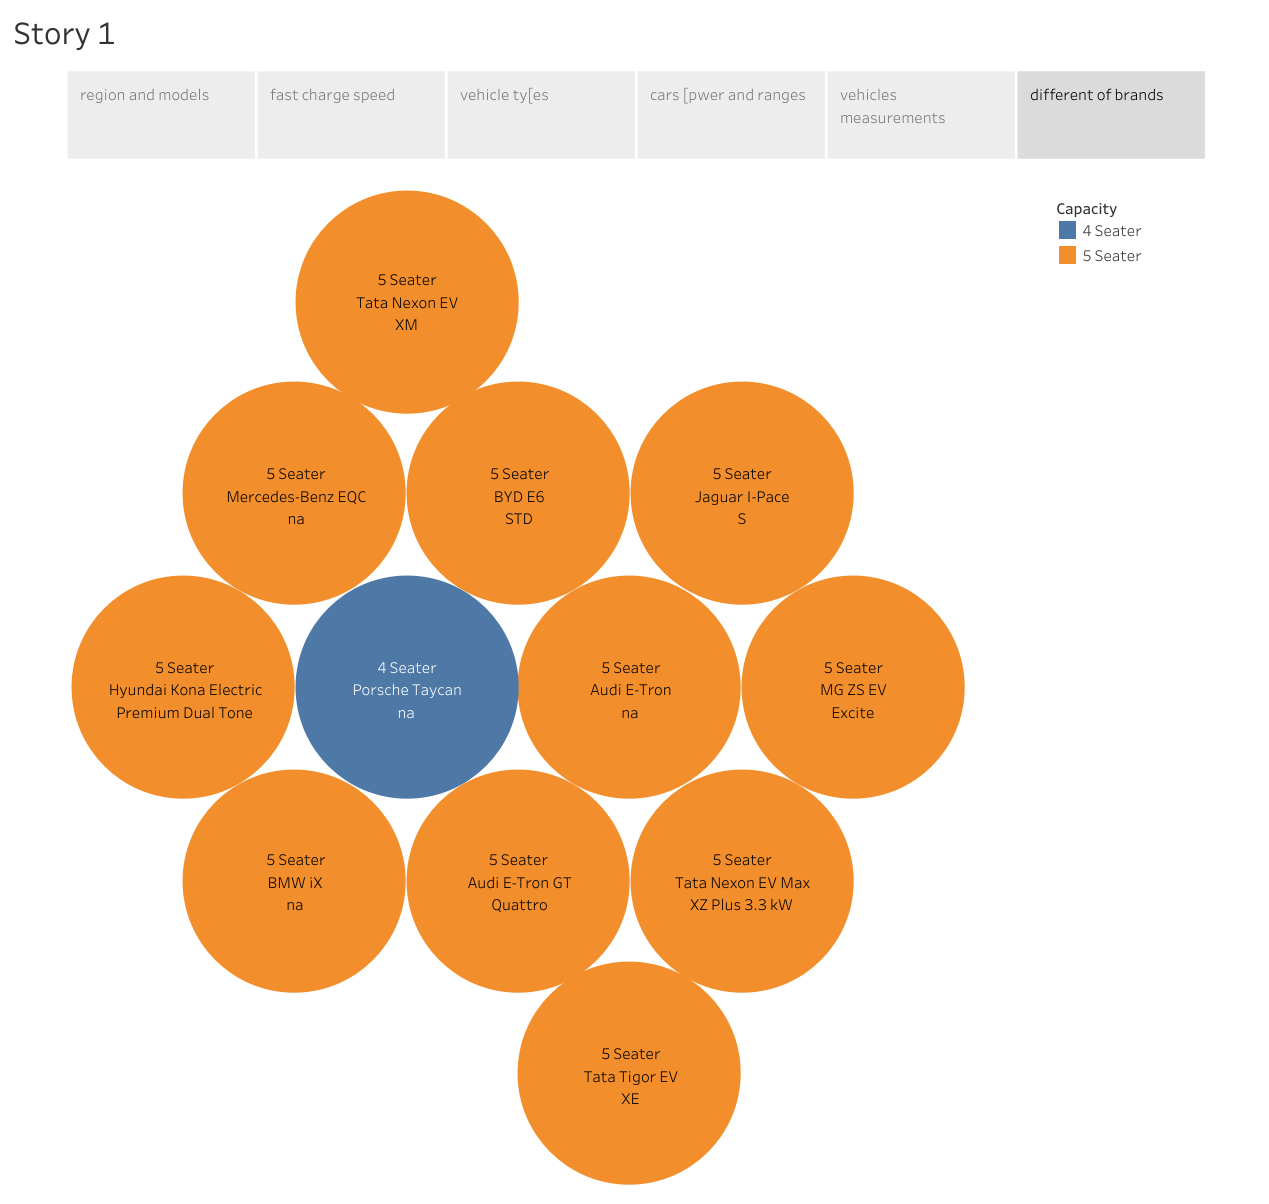 Story 1
region and models
fast charge speed
vehicle ty[es
cars [pwer and ranges
vehicles
measurements
different of brands
Capacity
4 Seater
5 Seater
5 Seater
Tata Nexon EV
XM
5 Seater
Mercedes-Benz EQC
na
5 Seater
BYD E6
STD
5 Seater
Jaguar I-Pace
S
5 Seater
Hyundai Kona Electric
Premium Dual Tone
4 Seater
Porsche Taycan
na
5 Seater
Audi E-Tron
na
5 Seater
MG ZS EV
Excite
5 Seater
BMW iX
na
5 Seater
Audi E-Tron GT
Quattro
5 Seater
Tata Nexon EV Max
XZ Plus 3.3 kW
5 Seater
Tata Tigor EV
XE